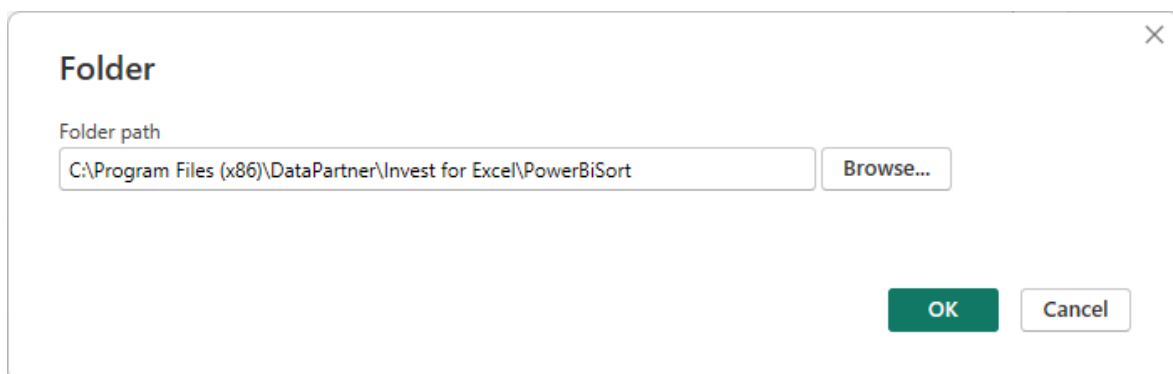 Folder
Folder path
C:\Program Files (x86)\DataPartner\Invest for Excel\PowerBiSort
Browse...
OK
Cancel